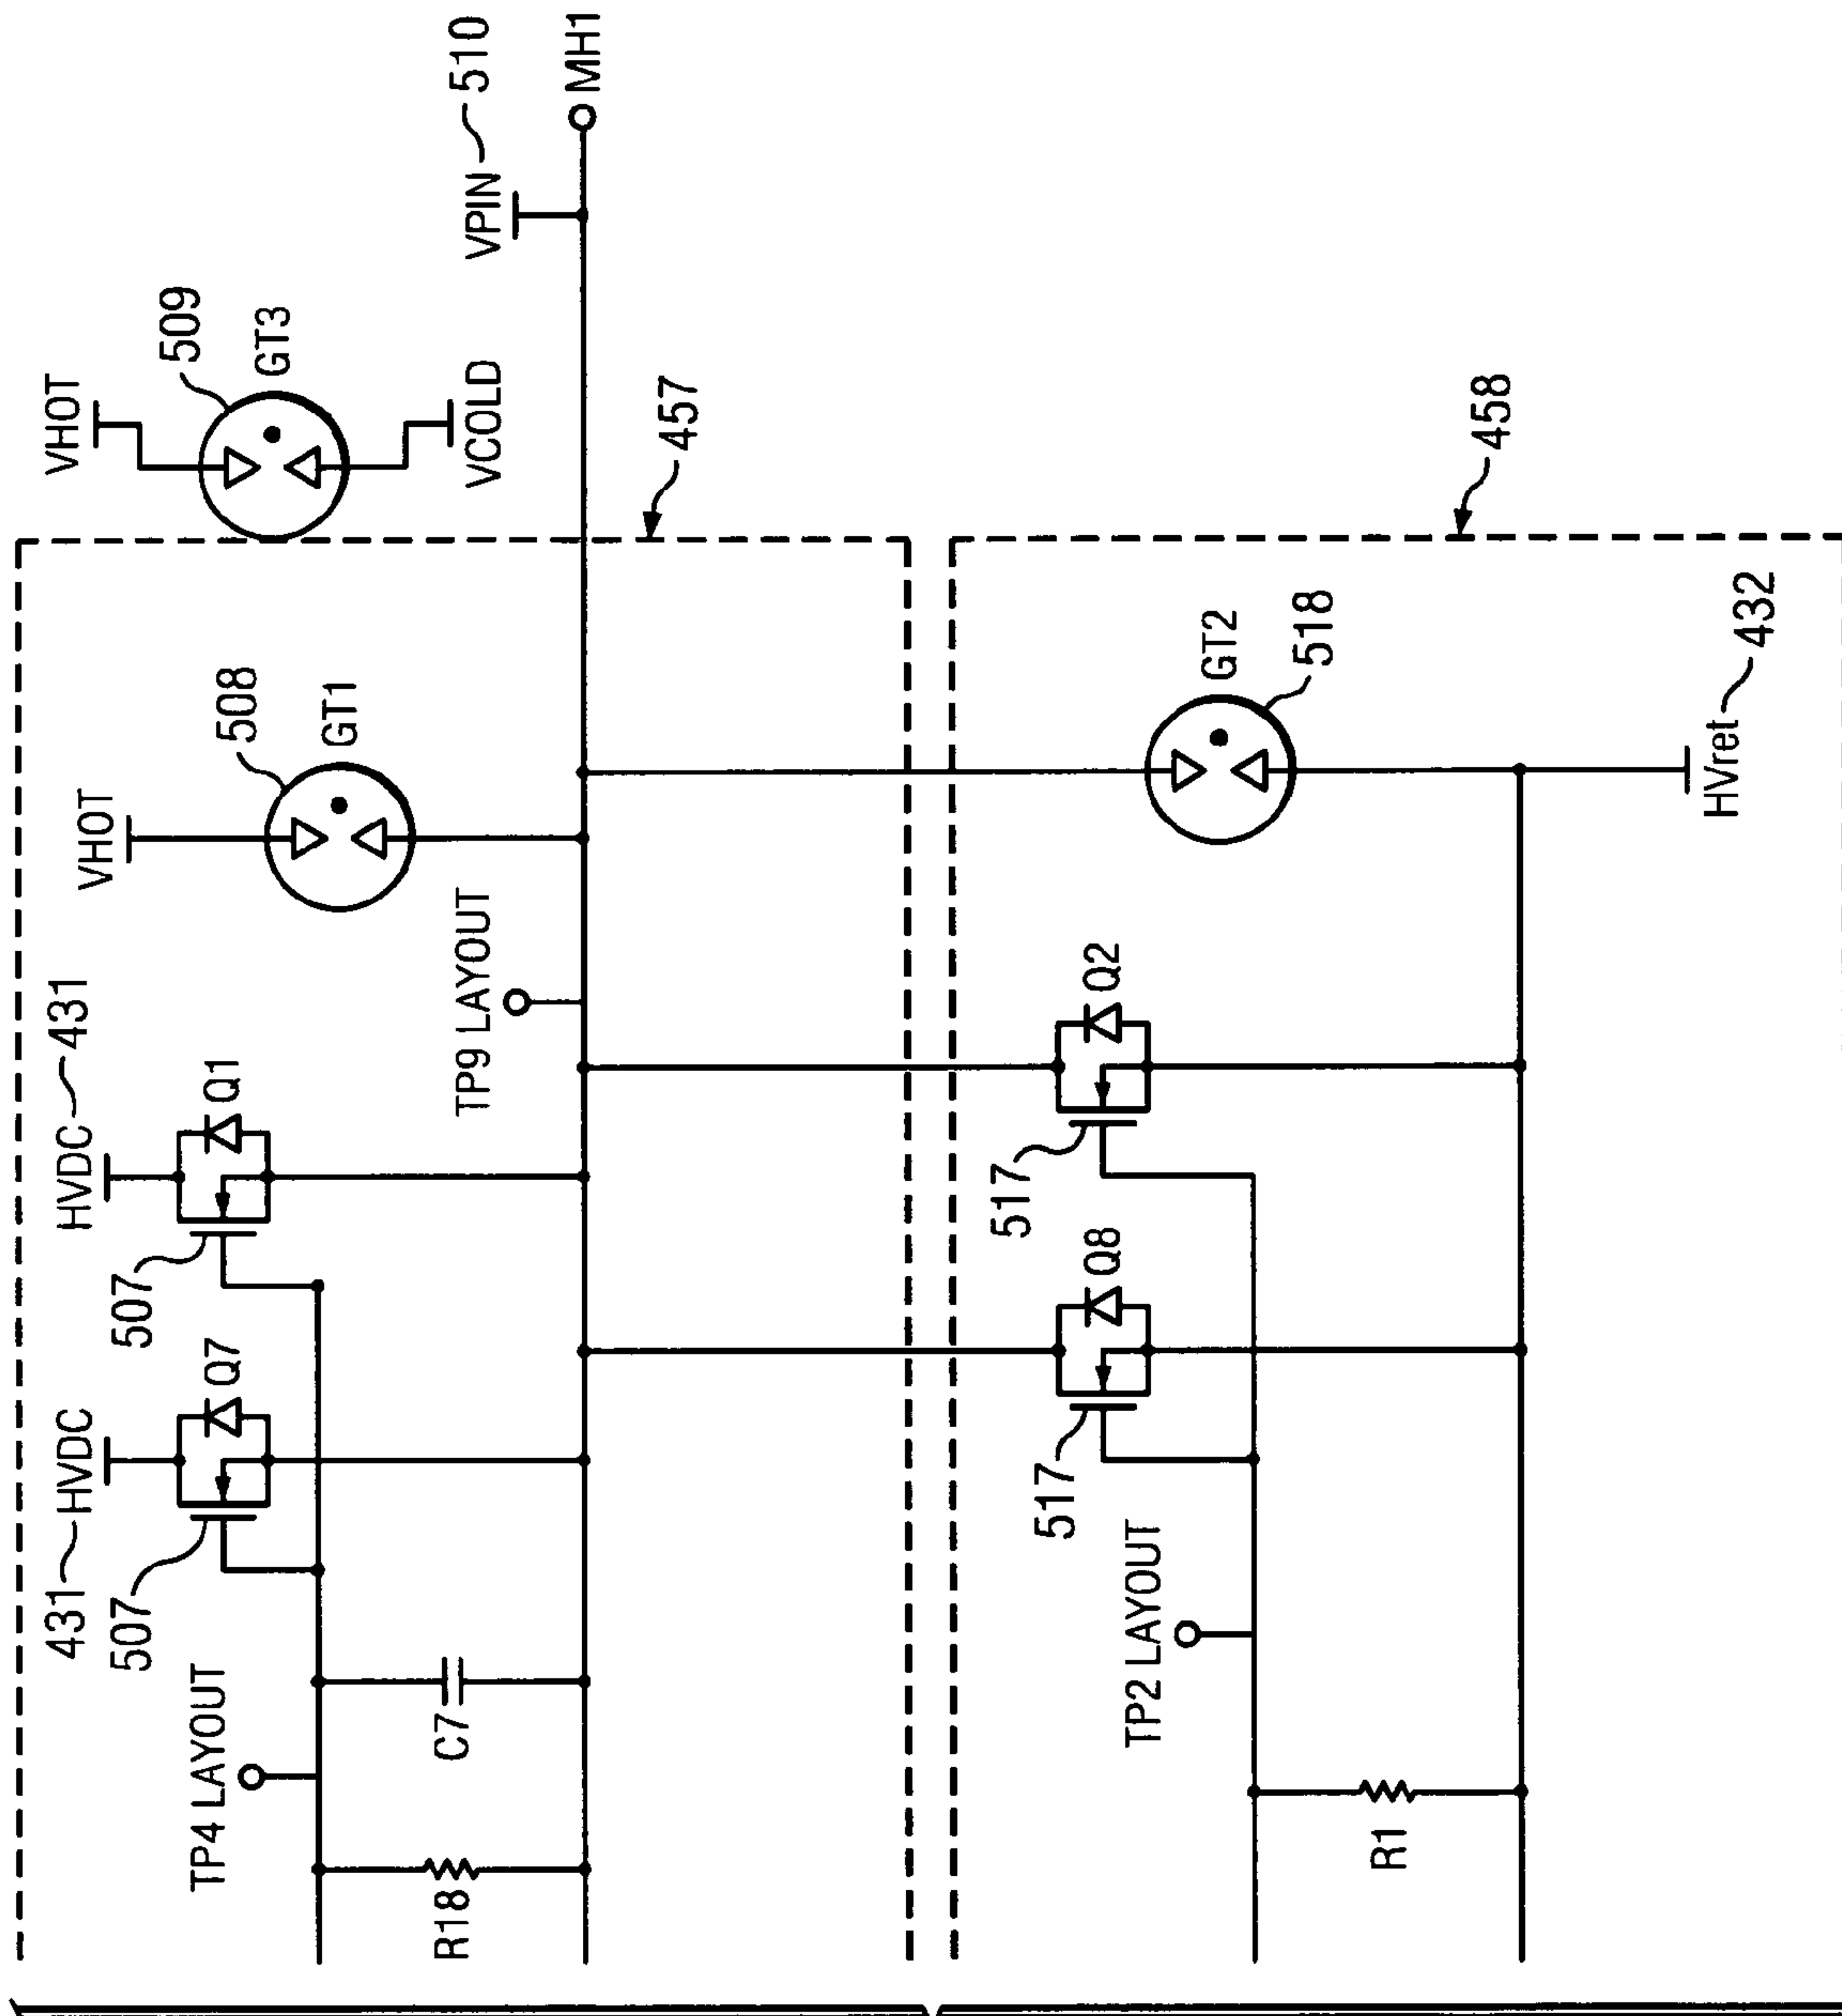 VHOT
509
GT3
VCOLD
VPIN 510
MH1
457
VHOT
508
GT1
TP9 LAYOUT
HVDC 431
Q1
507
431 HVDC
Q7
507
TP4 LAYOUT
C7
R18
458
GT2
518
HVret 432
Q2
517
Q8
517
TP2 LAYOUT
R1